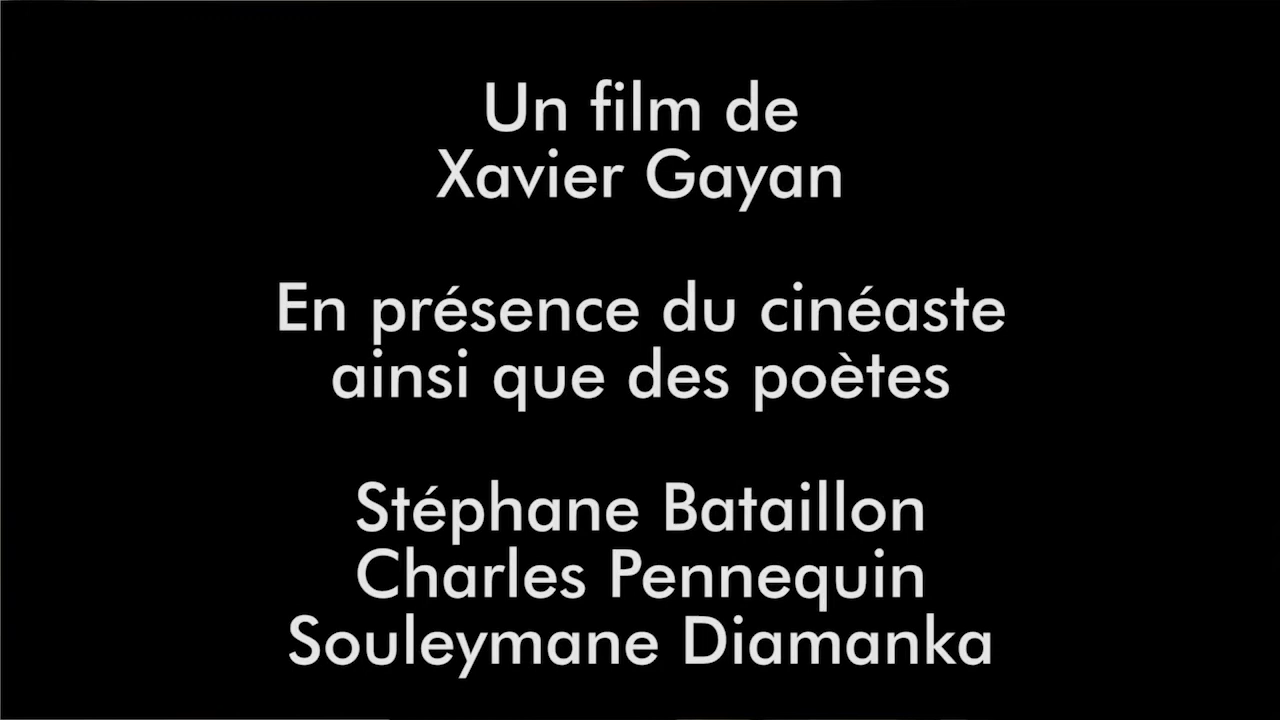 Un film de
Xavier Gayan
En présence du cinéaste
ainsi que des poètes
Stéphane Bataillon
Charles Pennequin
Souleymane Diamanka